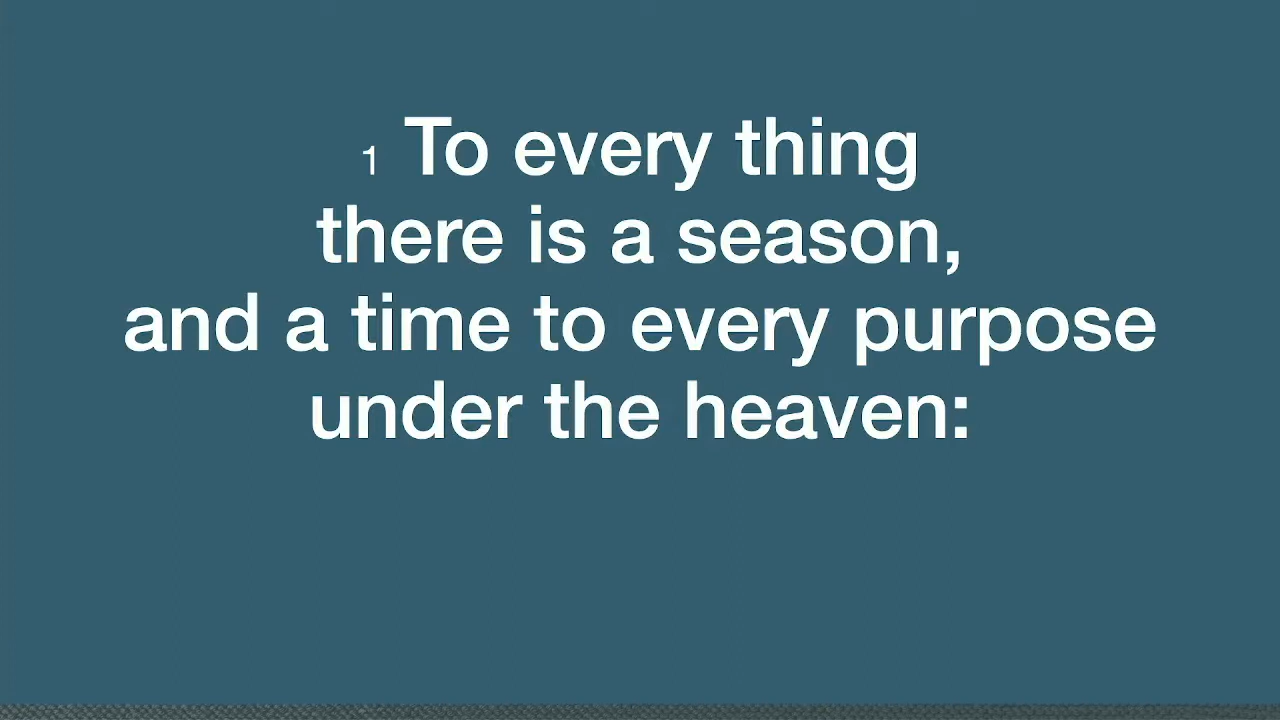 1 To every thing
there is a season,
and a time to every purpose
under the heaven: